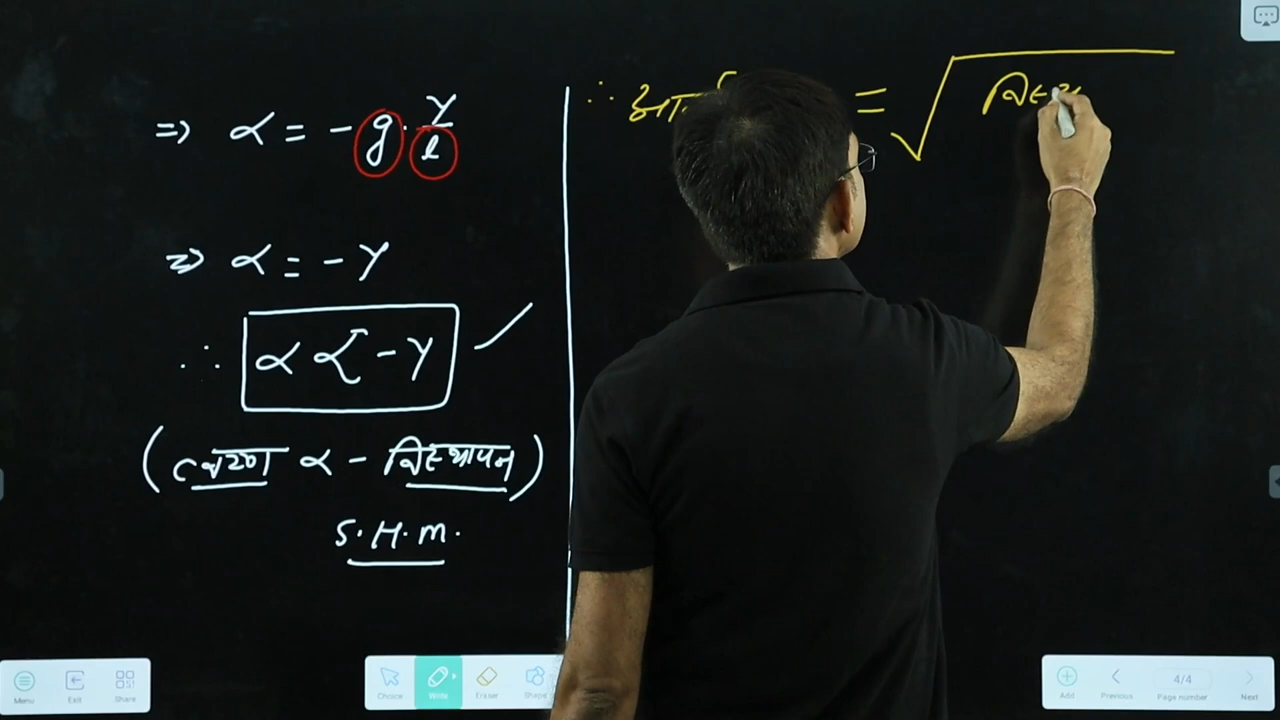 => α = - g . y/l
=> α = - y
∴ α ∝ - y
(त्वरण α - विस्थापन)
S.H.M.
∴ =√
Menu
Exit
Share
Choice
Write
Eraser
Shape
Add
Previous
4/4
Page number
Next